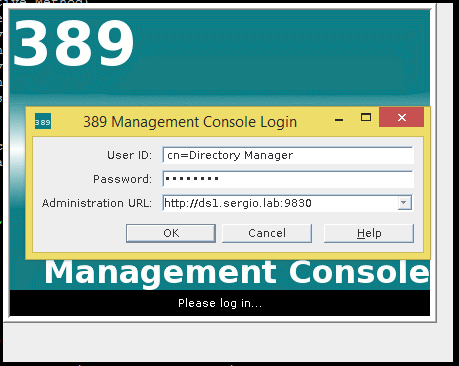 389
389 389 Management Console Login
User ID: cn=Directory Manager
Password: ••••••••
Administration URL: http://ds1.sergio.lab:9830
OK Cancel Help
Management Console
Please log in...